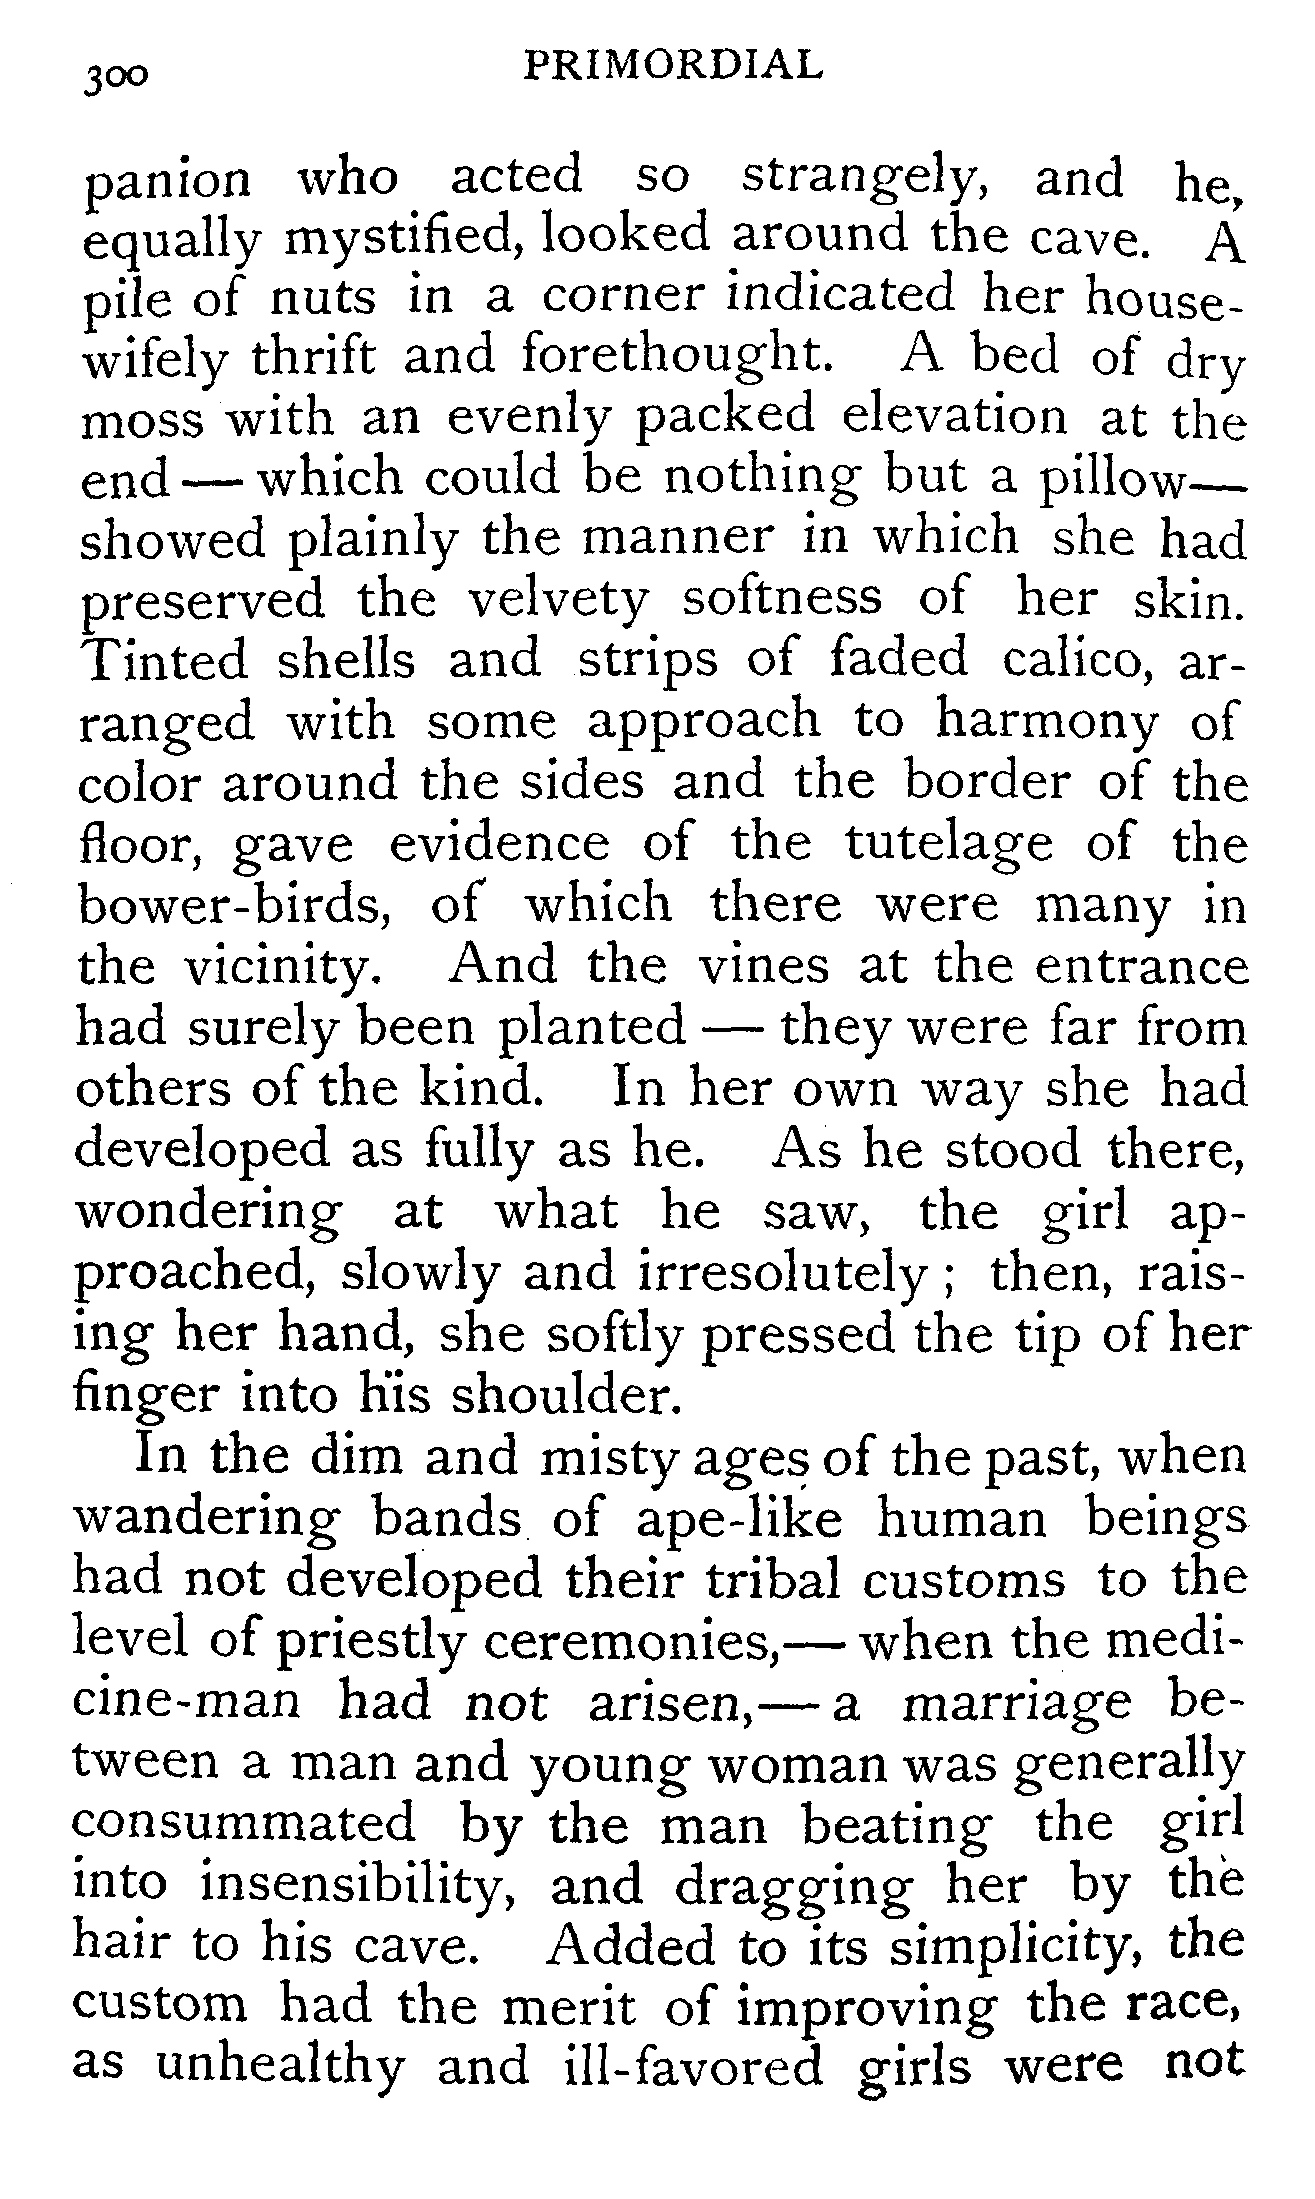 300 PRIMORDIAL
panion who acted so strangely, and he,
equally mystified, looked around the cave. A
pile of nuts in a corner indicated her house-
wifely thrift and forethought. A bed of dry
moss with an evenly packed elevation at the
end — which could be nothing but a pillow—
showed plainly the manner in which she had
preserved the velvety softness of her skin.
Tinted shells and strips of faded calico, ar-
ranged with some approach to harmony of
color around the sides and the border of the
floor, gave evidence of the tutelage of the
bower-birds, of which there were many in
the vicinity. And the vines at the entrance
had surely been planted — they were far from
others of the kind. In her own way she had
developed as fully as he. As he stood there,
wondering at what he saw, the girl ap-
proached, slowly and irresolutely ; then, rais-
ing her hand, she softly pressed the tip of her
finger into his shoulder.
In the dim and misty ages of the past, when
wandering bands of ape-like human beings
had not developed their tribal customs to the
level of priestly ceremonies,— when the medi-
cine-man had not arisen,— a marriage be-
tween a man and young woman was generally
consummated by the man beating the girl
into insensibility, and dragging her by the
hair to his cave. Added to its simplicity, the
custom had the merit of improving the race,
as unhealthy and ill-favored girls were not